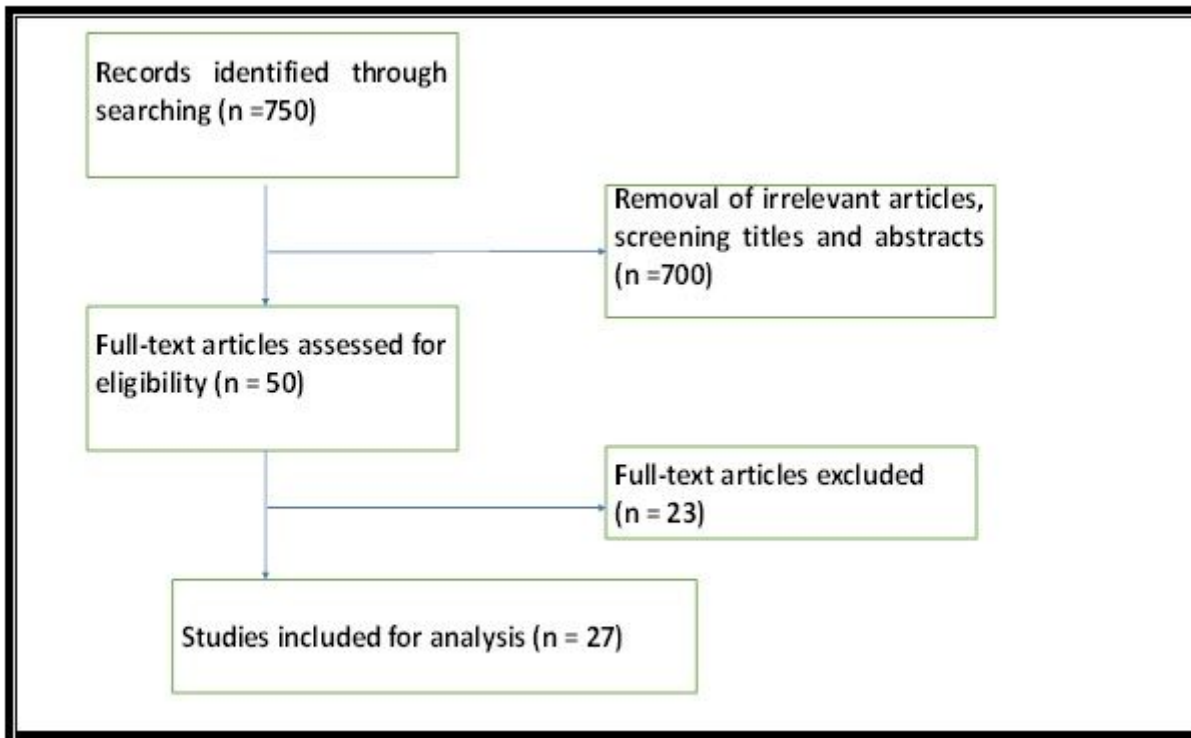 Records identified through
searching (n =750)
Removal of irrelevant articles,
screening titles and abstracts
(n =700)
Full-text articles assessed for
eligibility (n = 50)
Full-text articles excluded
(n = 23)
Studies included for analysis (n = 27)